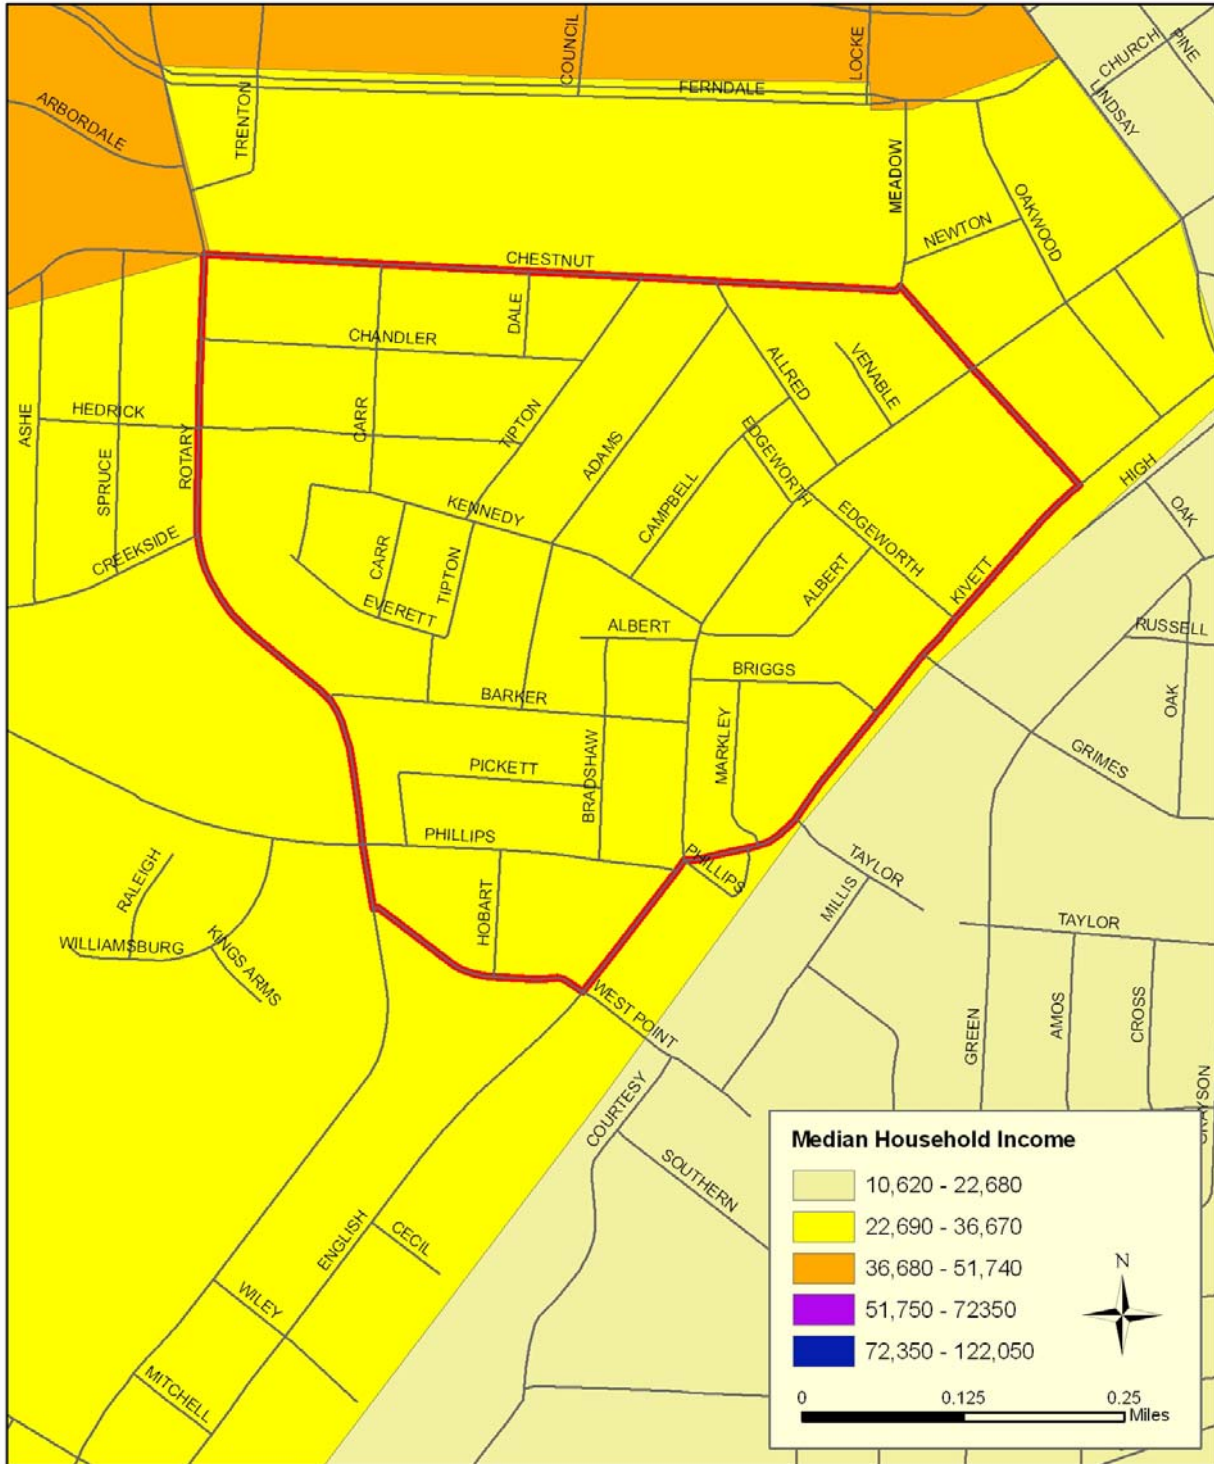 COUNCIL
LOCKE
CHURCH
PINE
LINDSAY
FERNDALE
ARBORDALE
TRENTON
MEADOW
OAKWOOD
NEWTON
CHESTNUT
DALE
CHANDLER
ALLRED
VENABLE
ASHE
HEDRICK
SPRUCE
ROTARY
CARR
TIPTON
ADAMS
EDGEWORTH
CAMPBELL
HIGH
OAK
KENNEDY
EDGEWORTH
CREEKSIDE
CARR
TIPTON
ALBERT
KIVETT
EVERETT
ALBERT
RUSSELL
BRIGGS
BARKER
OAK
MARKLEY
BRADSHAW
PICKETT
GRIMES
PHILLIPS
PHILLIPS
TAYLOR
RALEIGH
MILLIS
HOBART
TAYLOR
WILLIAMSBURG
KINGS ARMS
WEST POINT
GREEN
AMOS
CROSS
COURTESY
SOUTHERN
ENGLISH
CECIL
WILEY
MITCHELL
Median Household Income
10,620 - 22,680
22,690 - 36,670
36,680 - 51,740
51,750 - 72350
72,350 - 122,050
N
0 0.125 0.25
Miles